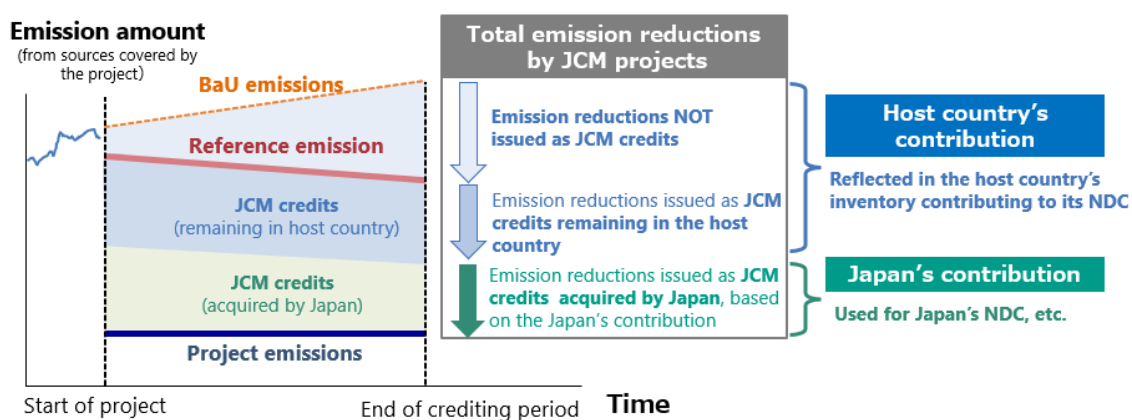 Emission amount
(from sources covered by
the project)
BaU emissions
Reference emission
JCM credits
(remaining in host country)
JCM credits
(acquired by Japan)
Project emissions
Start of project
End of crediting period
Time
Total emission reductions
by JCM projects
Emission reductions NOT
issued as JCM credits
Emission reductions issued as JCM
credits remaining in the host
country
Emission reductions issued as JCM
credits acquired by Japan, based
on the Japan's contribution
Host country's
contribution
Reflected in the host country's
inventory contributing to its NDC
Japan's contribution
Used for Japan's NDC, etc.